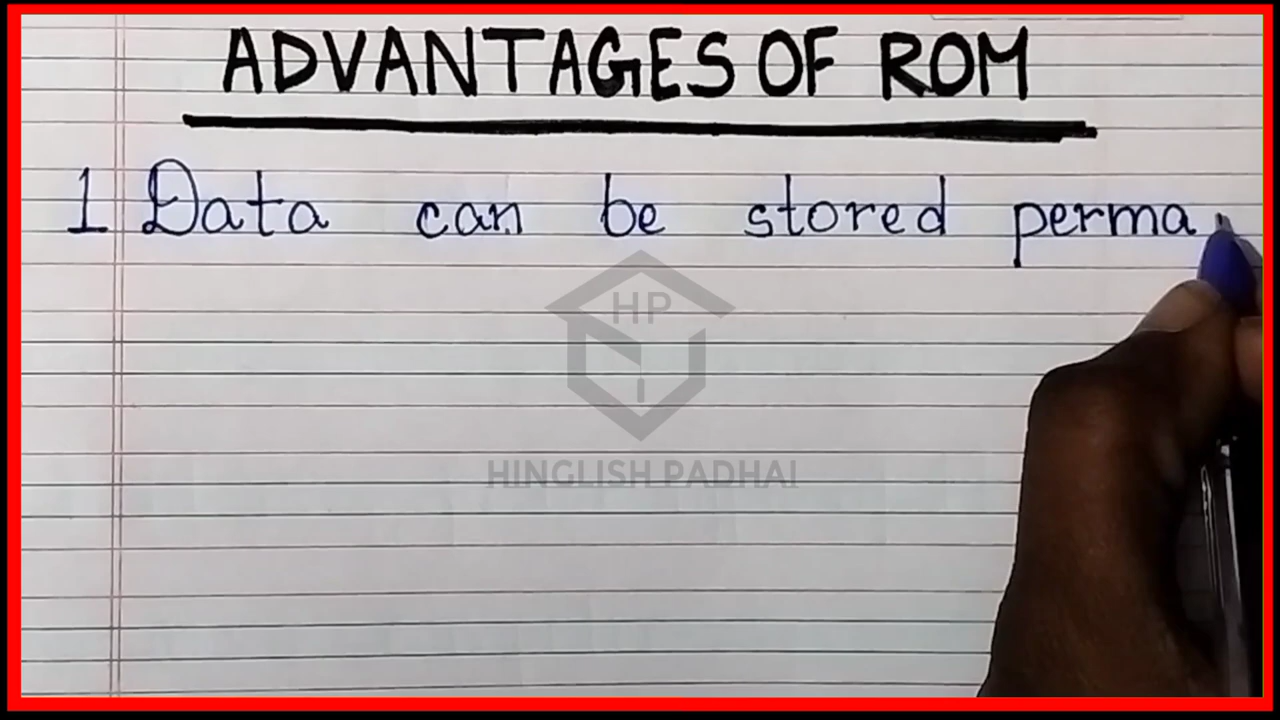 ADVANTAGES OF ROM
1 Data can be stored perma
HP
HINGLISH PADHAI